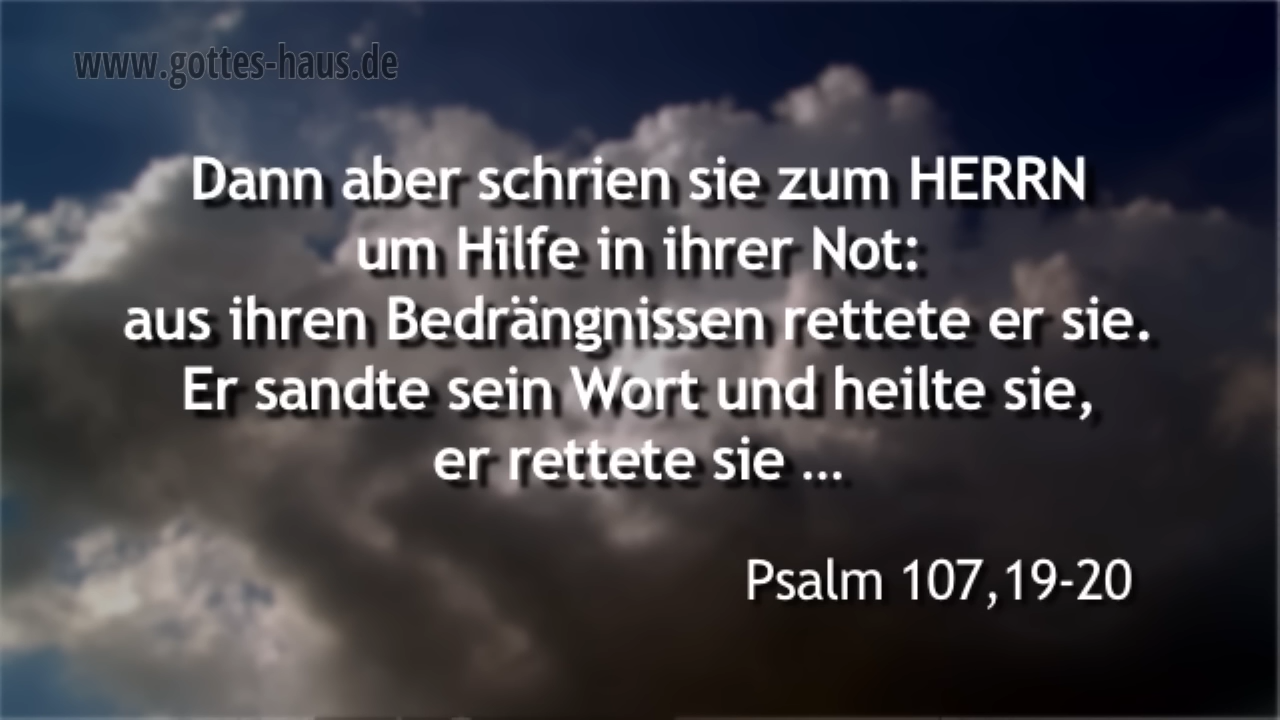 www.gottes-haus.de
Dann aber schrien sie zum HERRN
um Hilfe in ihrer Not:
aus ihren Bedrängnissen rettete er sie.
Er sandte sein Wort und heilte sie,
er rettete sie ...
Psalm 107,19-20